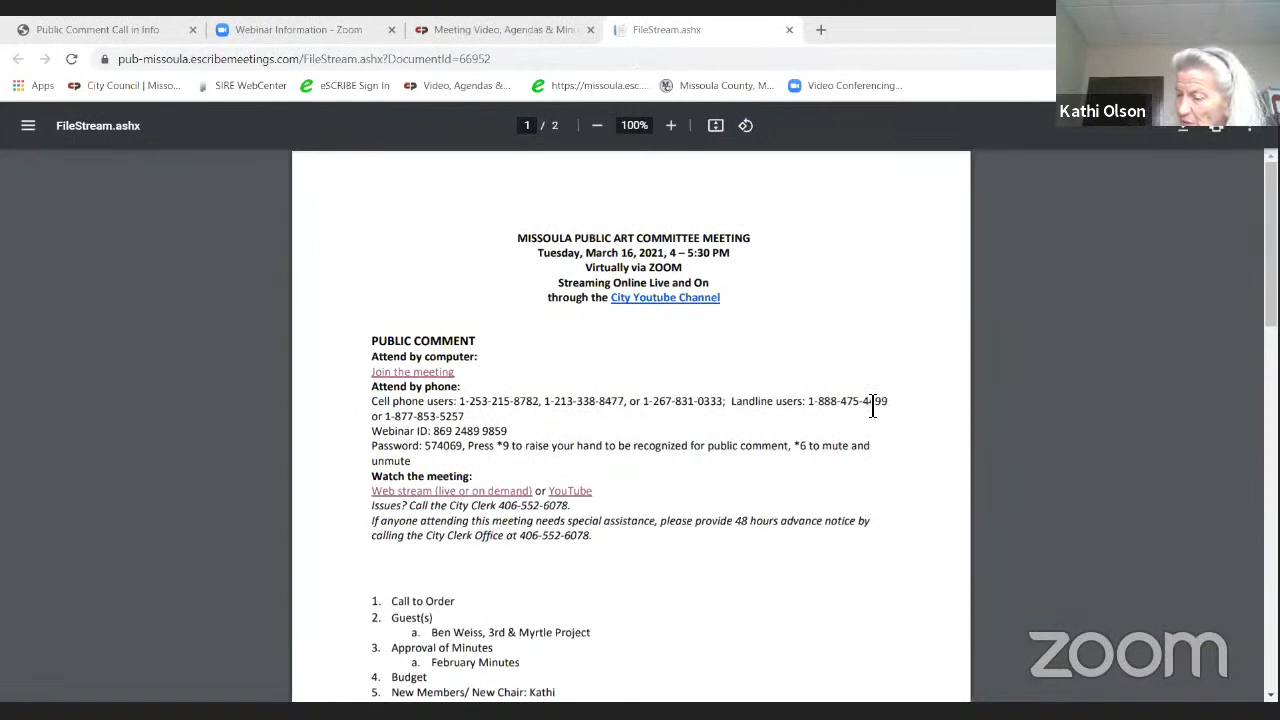 Public Comment Call in Info
Webinar Information - Zoom
Meeting Video, Agendas & Minu
FileStream.ashx
pub-missoula.escribemeetings.com/FileStream.ashx?DocumentId=66952
Apps
City Council | Misso...
SIRE WebCenter
eSCRIBE Sign In
Video, Agendas &...
https://missoula.esc...
Missoula County, M...
Video Conferencing...
Kathi Olson
FileStream.ashx
1 / 2
100%
MISSOULA PUBLIC ART COMMITTEE MEETING
Tuesday, March 16, 2021, 4 – 5:30 PM
Virtually via ZOOM
Streaming Online Live and On
through the City Youtube Channel
PUBLIC COMMENT
Attend by computer:
Join the meeting
Attend by phone:
Cell phone users: 1-253-215-8782, 1-213-338-8477, or 1-267-831-0333; Landline users: 1-888-475-4499
or 1-877-853-5257
Webinar ID: 869 2489 9859
Password: 574069, Press *9 to raise your hand to be recognized for public comment, *6 to mute and
unmute
Watch the meeting:
Web stream (live or on demand) or YouTube
Issues? Call the City Clerk 406-552-6078.
If anyone attending this meeting needs special assistance, please provide 48 hours advance notice by
calling the City Clerk Office at 406-552-6078.
1. Call to Order
2. Guest(s)
a. Ben Weiss, 3rd & Myrtle Project
3. Approval of Minutes
a. February Minutes
4. Budget
5. New Members/ New Chair: Kathi
zoom